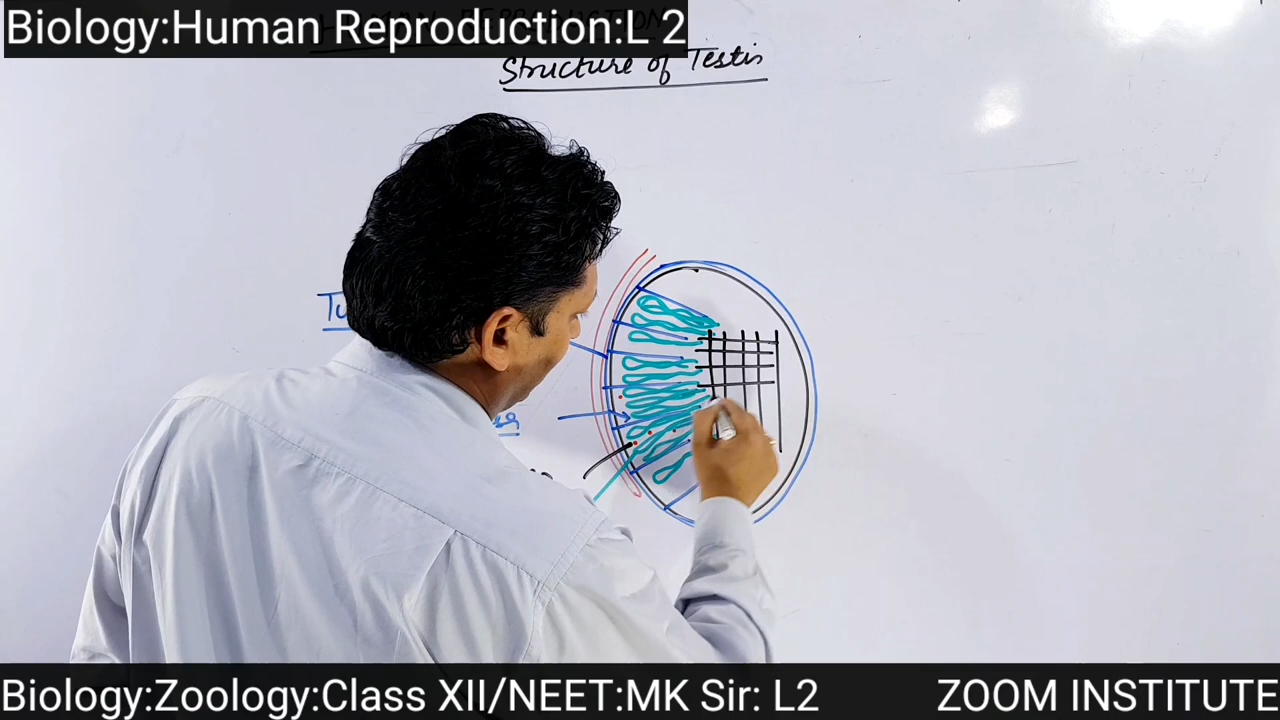 Biology:Human Reproduction:L 2
Structure of Testis
Biology:Zoology:Class XII/NEET:MK Sir: L2
ZOOM INSTITUTE